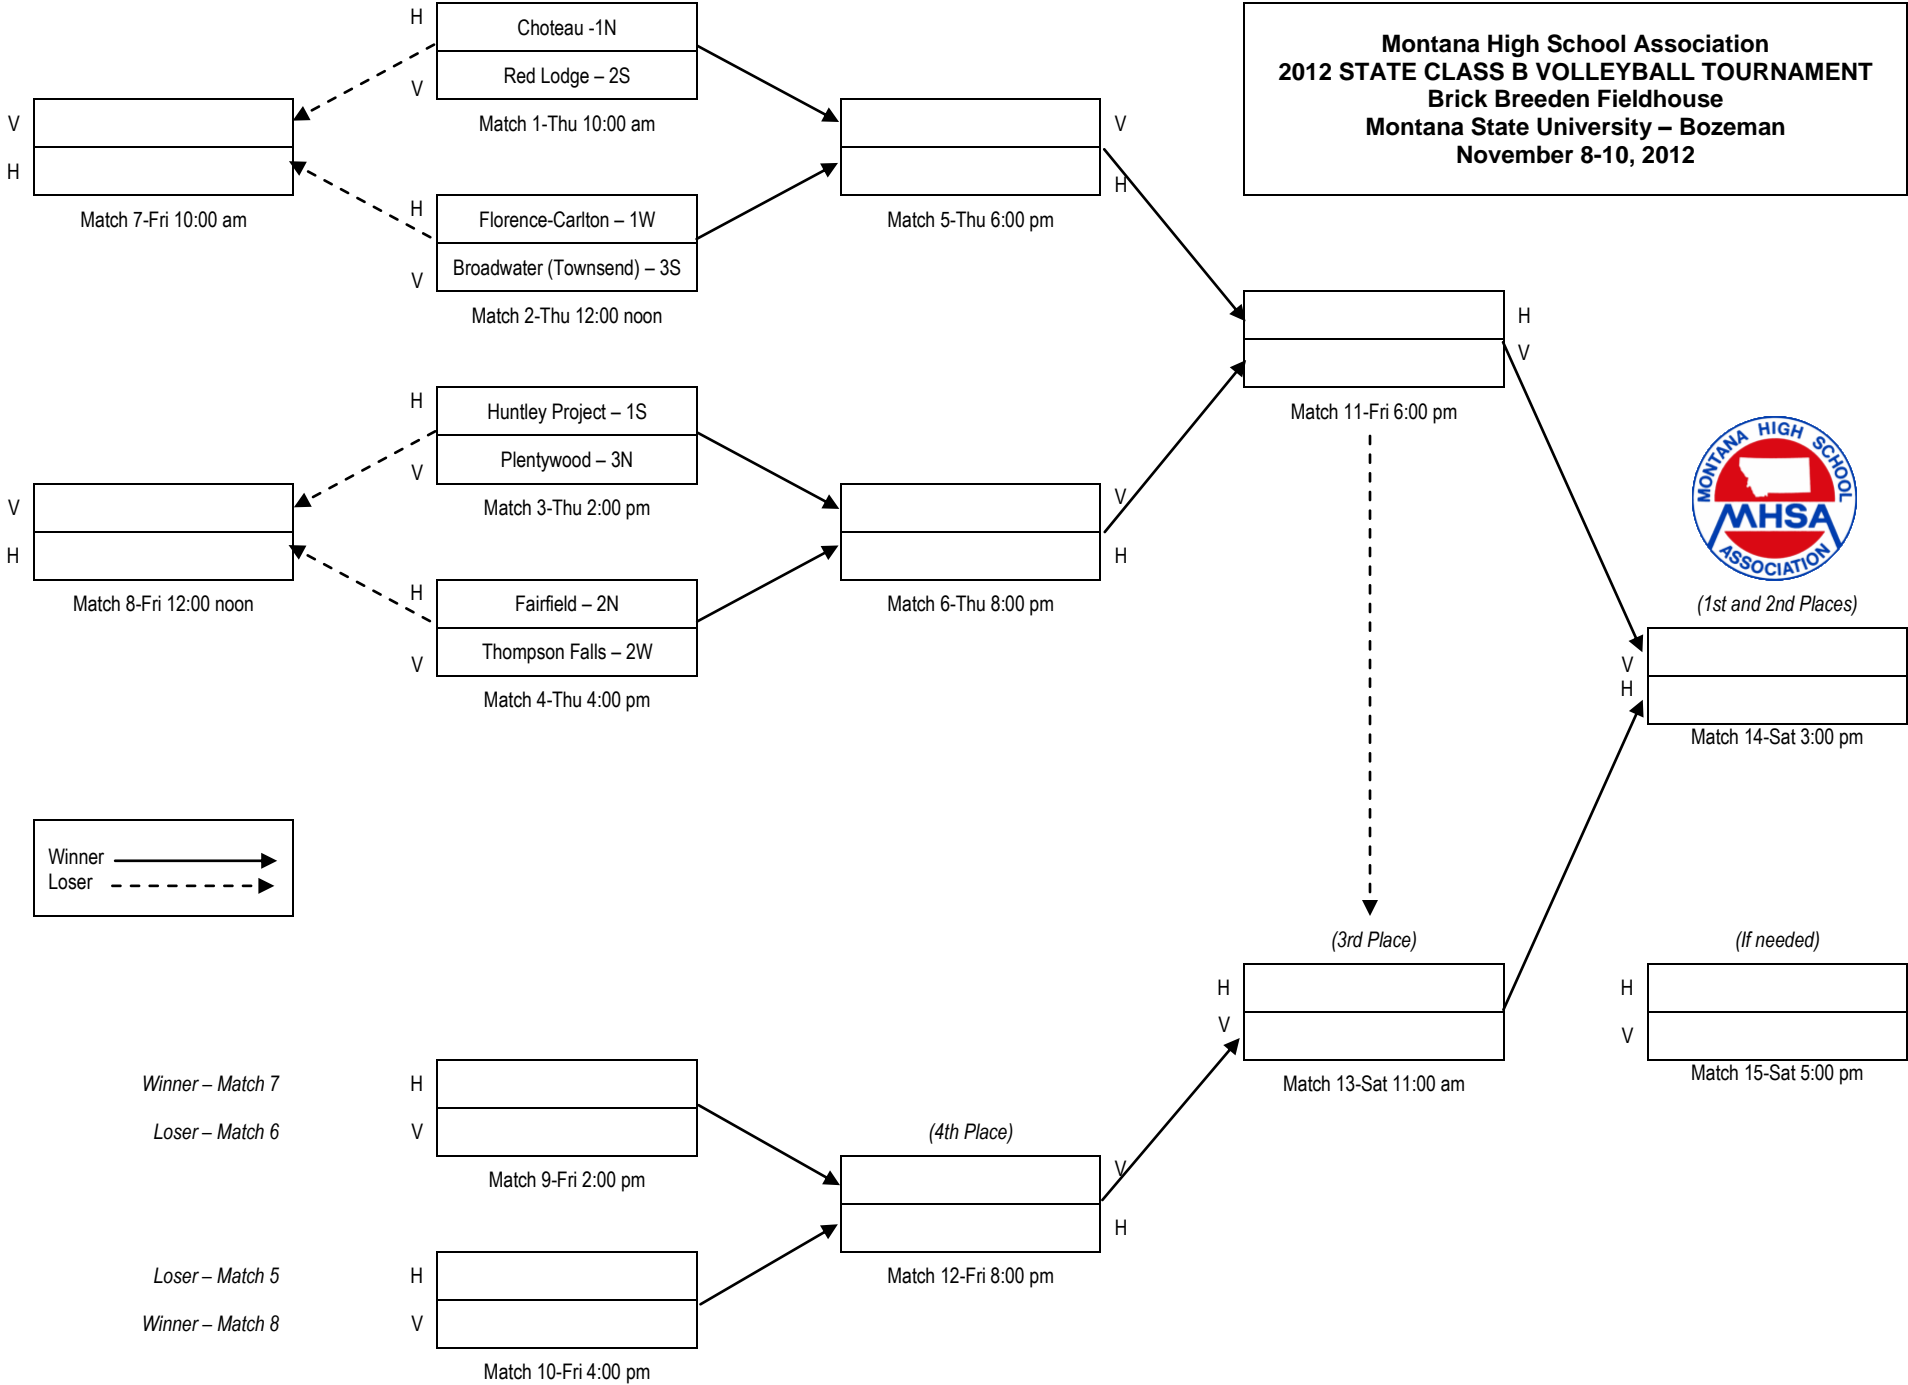 Montana High School Association
2012 STATE CLASS B VOLLEYBALL TOURNAMENT
Brick Breeden Fieldhouse
Montana State University – Bozeman
November 8-10, 2012
H
Choteau -1N
Red Lodge – 2S
V
Match 1-Thu 10:00 am
V
H
Match 7-Fri 10:00 am
H
Florence-Carlton – 1W
Broadwater (Townsend) – 3S
V
Match 2-Thu 12:00 noon
V
H
Match 5-Thu 6:00 pm
H
V
Match 11-Fri 6:00 pm
H
Huntley Project – 1S
Plentywood – 3N
V
Match 3-Thu 2:00 pm
V
H
Match 8-Fri 12:00 noon
H
Fairfield – 2N
Thompson Falls – 2W
V
Match 4-Thu 4:00 pm
V
H
Match 6-Thu 8:00 pm
MONTANA HIGH SCHOOL
MHSA
ASSOCIATION
(1st and 2nd Places)
V
H
Match 14-Sat 3:00 pm
Winner
Loser
(3rd Place)
H
V
Match 13-Sat 11:00 am
(If needed)
H
V
Match 15-Sat 5:00 pm
Winner – Match 7 H
Loser – Match 6 V
Match 9-Fri 2:00 pm
(4th Place)
V
H
Match 12-Fri 8:00 pm
Loser – Match 5 H
Winner – Match 8 V
Match 10-Fri 4:00 pm